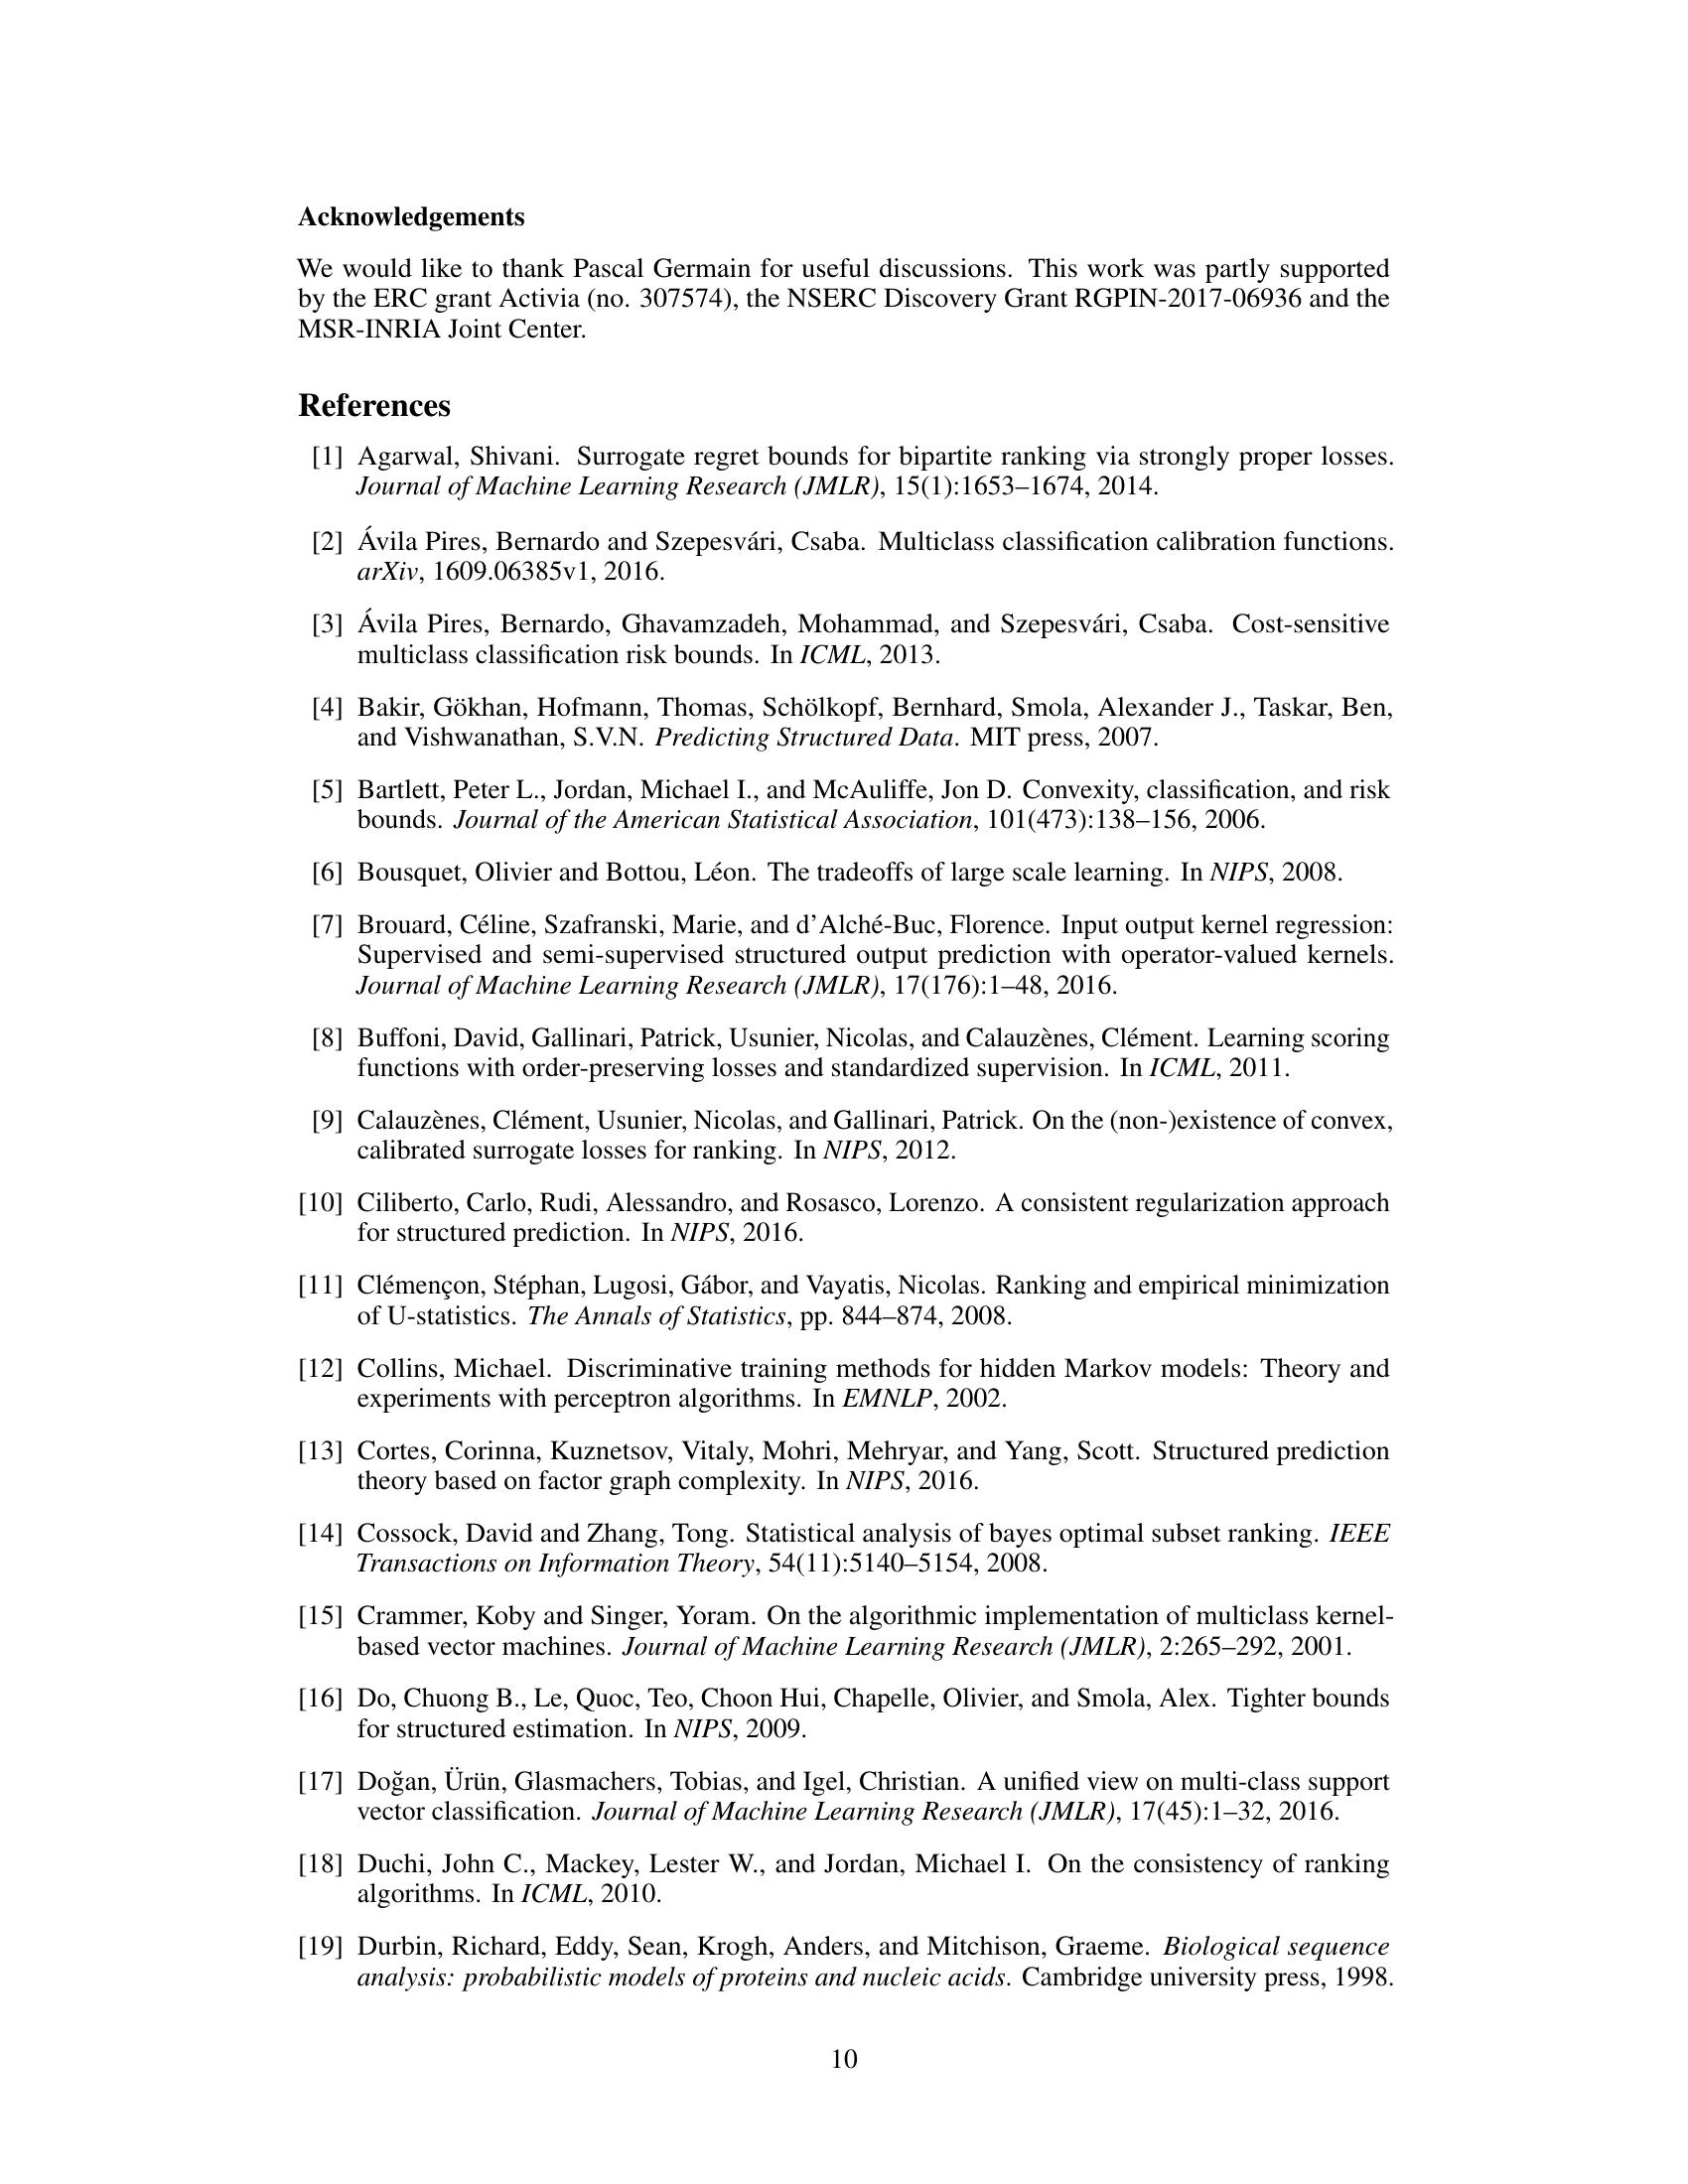 Acknowledgements
We would like to thank Pascal Germain for useful discussions. This work was partly supported
by the ERC grant Activia (no. 307574), the NSERC Discovery Grant RGPIN-2017-06936 and the
MSR-INRIA Joint Center.
References
[1] Agarwal, Shivani. Surrogate regret bounds for bipartite ranking via strongly proper losses.
Journal of Machine Learning Research (JMLR), 15(1):1653–1674, 2014.
[2] Ávila Pires, Bernardo and Szepesvári, Csaba. Multiclass classification calibration functions.
arXiv, 1609.06385v1, 2016.
[3] Ávila Pires, Bernardo, Ghavamzadeh, Mohammad, and Szepesvári, Csaba. Cost-sensitive
multiclass classification risk bounds. In ICML, 2013.
[4] Bakir, Gökhan, Hofmann, Thomas, Schölkopf, Bernhard, Smola, Alexander J., Taskar, Ben,
and Vishwanathan, S.V.N. Predicting Structured Data. MIT press, 2007.
[5] Bartlett, Peter L., Jordan, Michael I., and McAuliffe, Jon D. Convexity, classification, and risk
bounds. Journal of the American Statistical Association, 101(473):138–156, 2006.
[6] Bousquet, Olivier and Bottou, Léon. The tradeoffs of large scale learning. In NIPS, 2008.
[7] Brouard, Céline, Szafranski, Marie, and d'Alché-Buc, Florence. Input output kernel regression:
Supervised and semi-supervised structured output prediction with operator-valued kernels.
Journal of Machine Learning Research (JMLR), 17(176):1–48, 2016.
[8] Buffoni, David, Gallinari, Patrick, Usunier, Nicolas, and Calauzènes, Clément. Learning scoring
functions with order-preserving losses and standardized supervision. In ICML, 2011.
[9] Calauzènes, Clément, Usunier, Nicolas, and Gallinari, Patrick. On the (non-)existence of convex,
calibrated surrogate losses for ranking. In NIPS, 2012.
[10] Ciliberto, Carlo, Rudi, Alessandro, and Rosasco, Lorenzo. A consistent regularization approach
for structured prediction. In NIPS, 2016.
[11] Clémençon, Stéphan, Lugosi, Gábor, and Vayatis, Nicolas. Ranking and empirical minimization
of U-statistics. The Annals of Statistics, pp. 844–874, 2008.
[12] Collins, Michael. Discriminative training methods for hidden Markov models: Theory and
experiments with perceptron algorithms. In EMNLP, 2002.
[13] Cortes, Corinna, Kuznetsov, Vitaly, Mohri, Mehryar, and Yang, Scott. Structured prediction
theory based on factor graph complexity. In NIPS, 2016.
[14] Cossock, David and Zhang, Tong. Statistical analysis of bayes optimal subset ranking. IEEE
Transactions on Information Theory, 54(11):5140–5154, 2008.
[15] Crammer, Koby and Singer, Yoram. On the algorithmic implementation of multiclass kernel-
based vector machines. Journal of Machine Learning Research (JMLR), 2:265–292, 2001.
[16] Do, Chuong B., Le, Quoc, Teo, Choon Hui, Chapelle, Olivier, and Smola, Alex. Tighter bounds
for structured estimation. In NIPS, 2009.
[17] Doğan, Ürün, Glasmachers, Tobias, and Igel, Christian. A unified view on multi-class support
vector classification. Journal of Machine Learning Research (JMLR), 17(45):1–32, 2016.
[18] Duchi, John C., Mackey, Lester W., and Jordan, Michael I. On the consistency of ranking
algorithms. In ICML, 2010.
[19] Durbin, Richard, Eddy, Sean, Krogh, Anders, and Mitchison, Graeme. Biological sequence
analysis: probabilistic models of proteins and nucleic acids. Cambridge university press, 1998.
10